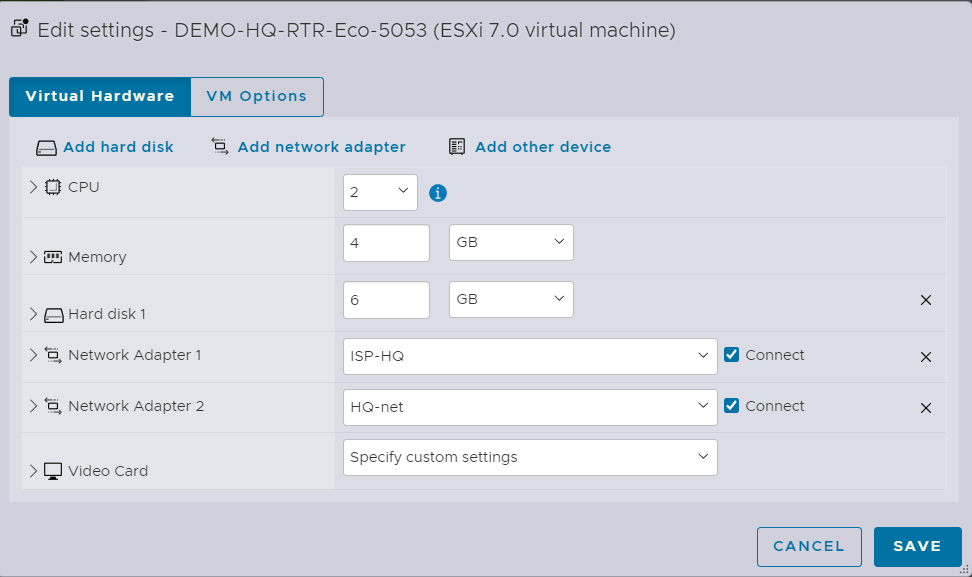 Edit settings - DEMO-HQ-RTR-Eco-5053 (ESXi 7.0 virtual machine)
Virtual Hardware VM Options
Add hard disk Add network adapter Add other device
CPU 2
Memory 4 GB
Hard disk 1 6 GB
Network Adapter 1 ISP-HQ Connect
Network Adapter 2 HQ-net Connect
Video Card Specify custom settings
CANCEL SAVE